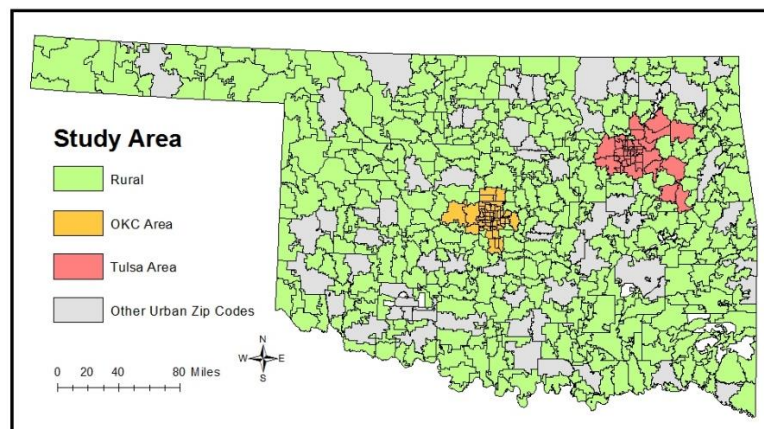 Study Area
Rural
OKC Area
Tulsa Area
Other Urban Zip Codes
N
W E
S
0 20 40 80 Miles